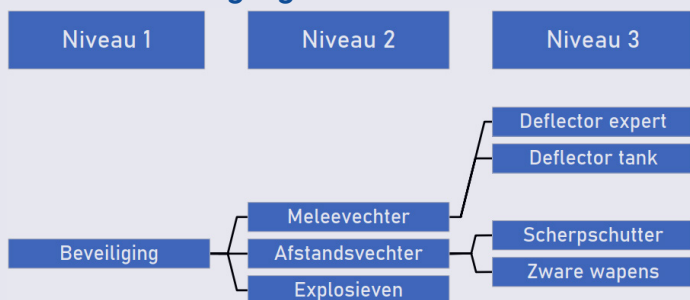 Niveau 1
Niveau 2
Niveau 3
Deflector expert
Deflector tank
Meleevechter
Scherpschutter
Beveiliging
Afstandsvechter
Zware wapens
Explosieven